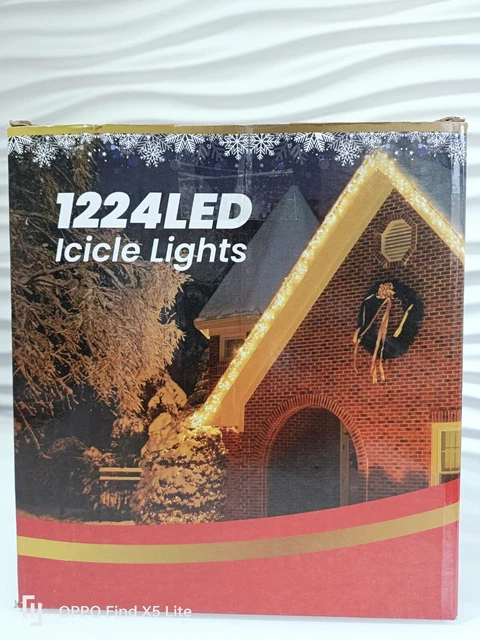 1224LED
Icicle Lights
OPPO Find X5 Lite